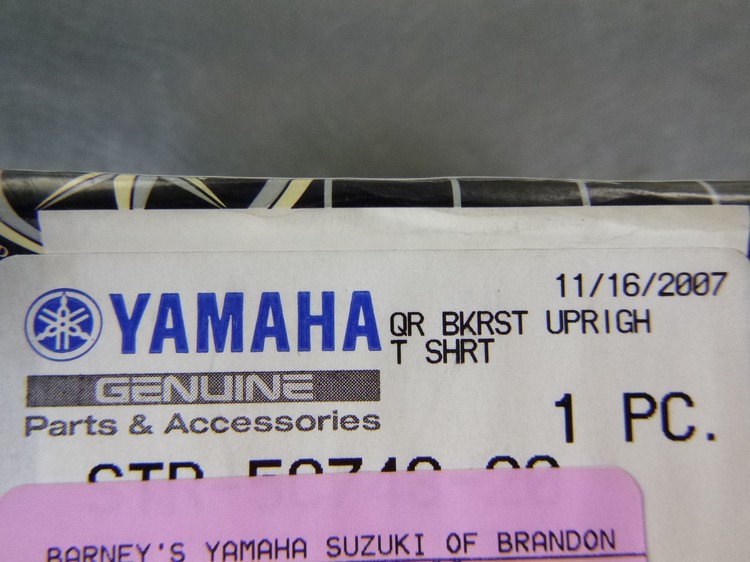 11/16/2007
YAMAHA
QR BKRST UPRIGH
T SHRT
GENUINE
Parts & Accessories
1 PC.
BARNEY'S YAMAHA SUZUKI OF BRANDON